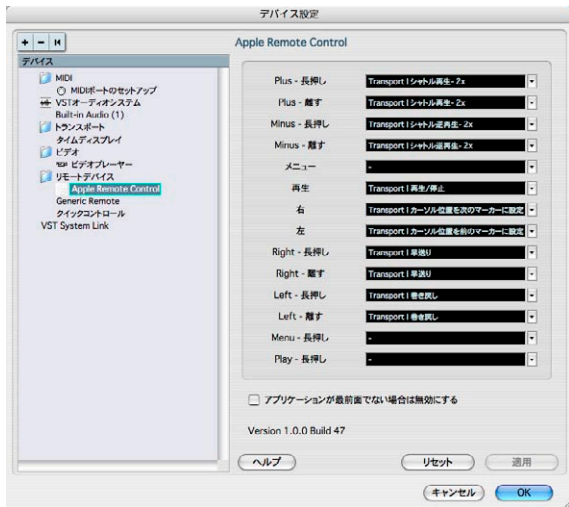 デバイス設定
+ - |◀
Apple Remote Control
デバイス
MIDI
MIDIポートのセットアップ
VSTオーディオシステム
Built-in Audio (1)
トランスポート
タイムディスプレイ
ビデオ
ビデオプレーヤー
リモートデバイス
Apple Remote Control
Generic Remote
クイックコントロール
VST System Link
Plus - 長押し Transport | シャトル再生- 2x
Plus - 離す Transport | シャトル再生- 2x
Minus - 長押し Transport | シャトル逆再生- 2x
Minus - 離す Transport | シャトル逆再生- 2x
メニュー -
再生 Transport | 再生/停止
右 Transport | カーソル位置を次のマーカーに設定
左 Transport | カーソル位置を前のマーカーに設定
Right - 長押し Transport | 早送り
Right - 離す Transport | 早送り
Left - 長押し Transport | 巻き戻し
Left - 離す Transport | 巻き戻し
Menu - 長押し -
Play - 長押し -
アプリケーションが最前面でない場合は無効にする
Version 1.0.0 Build 47
ヘルプ リセット 適用
キャンセル OK